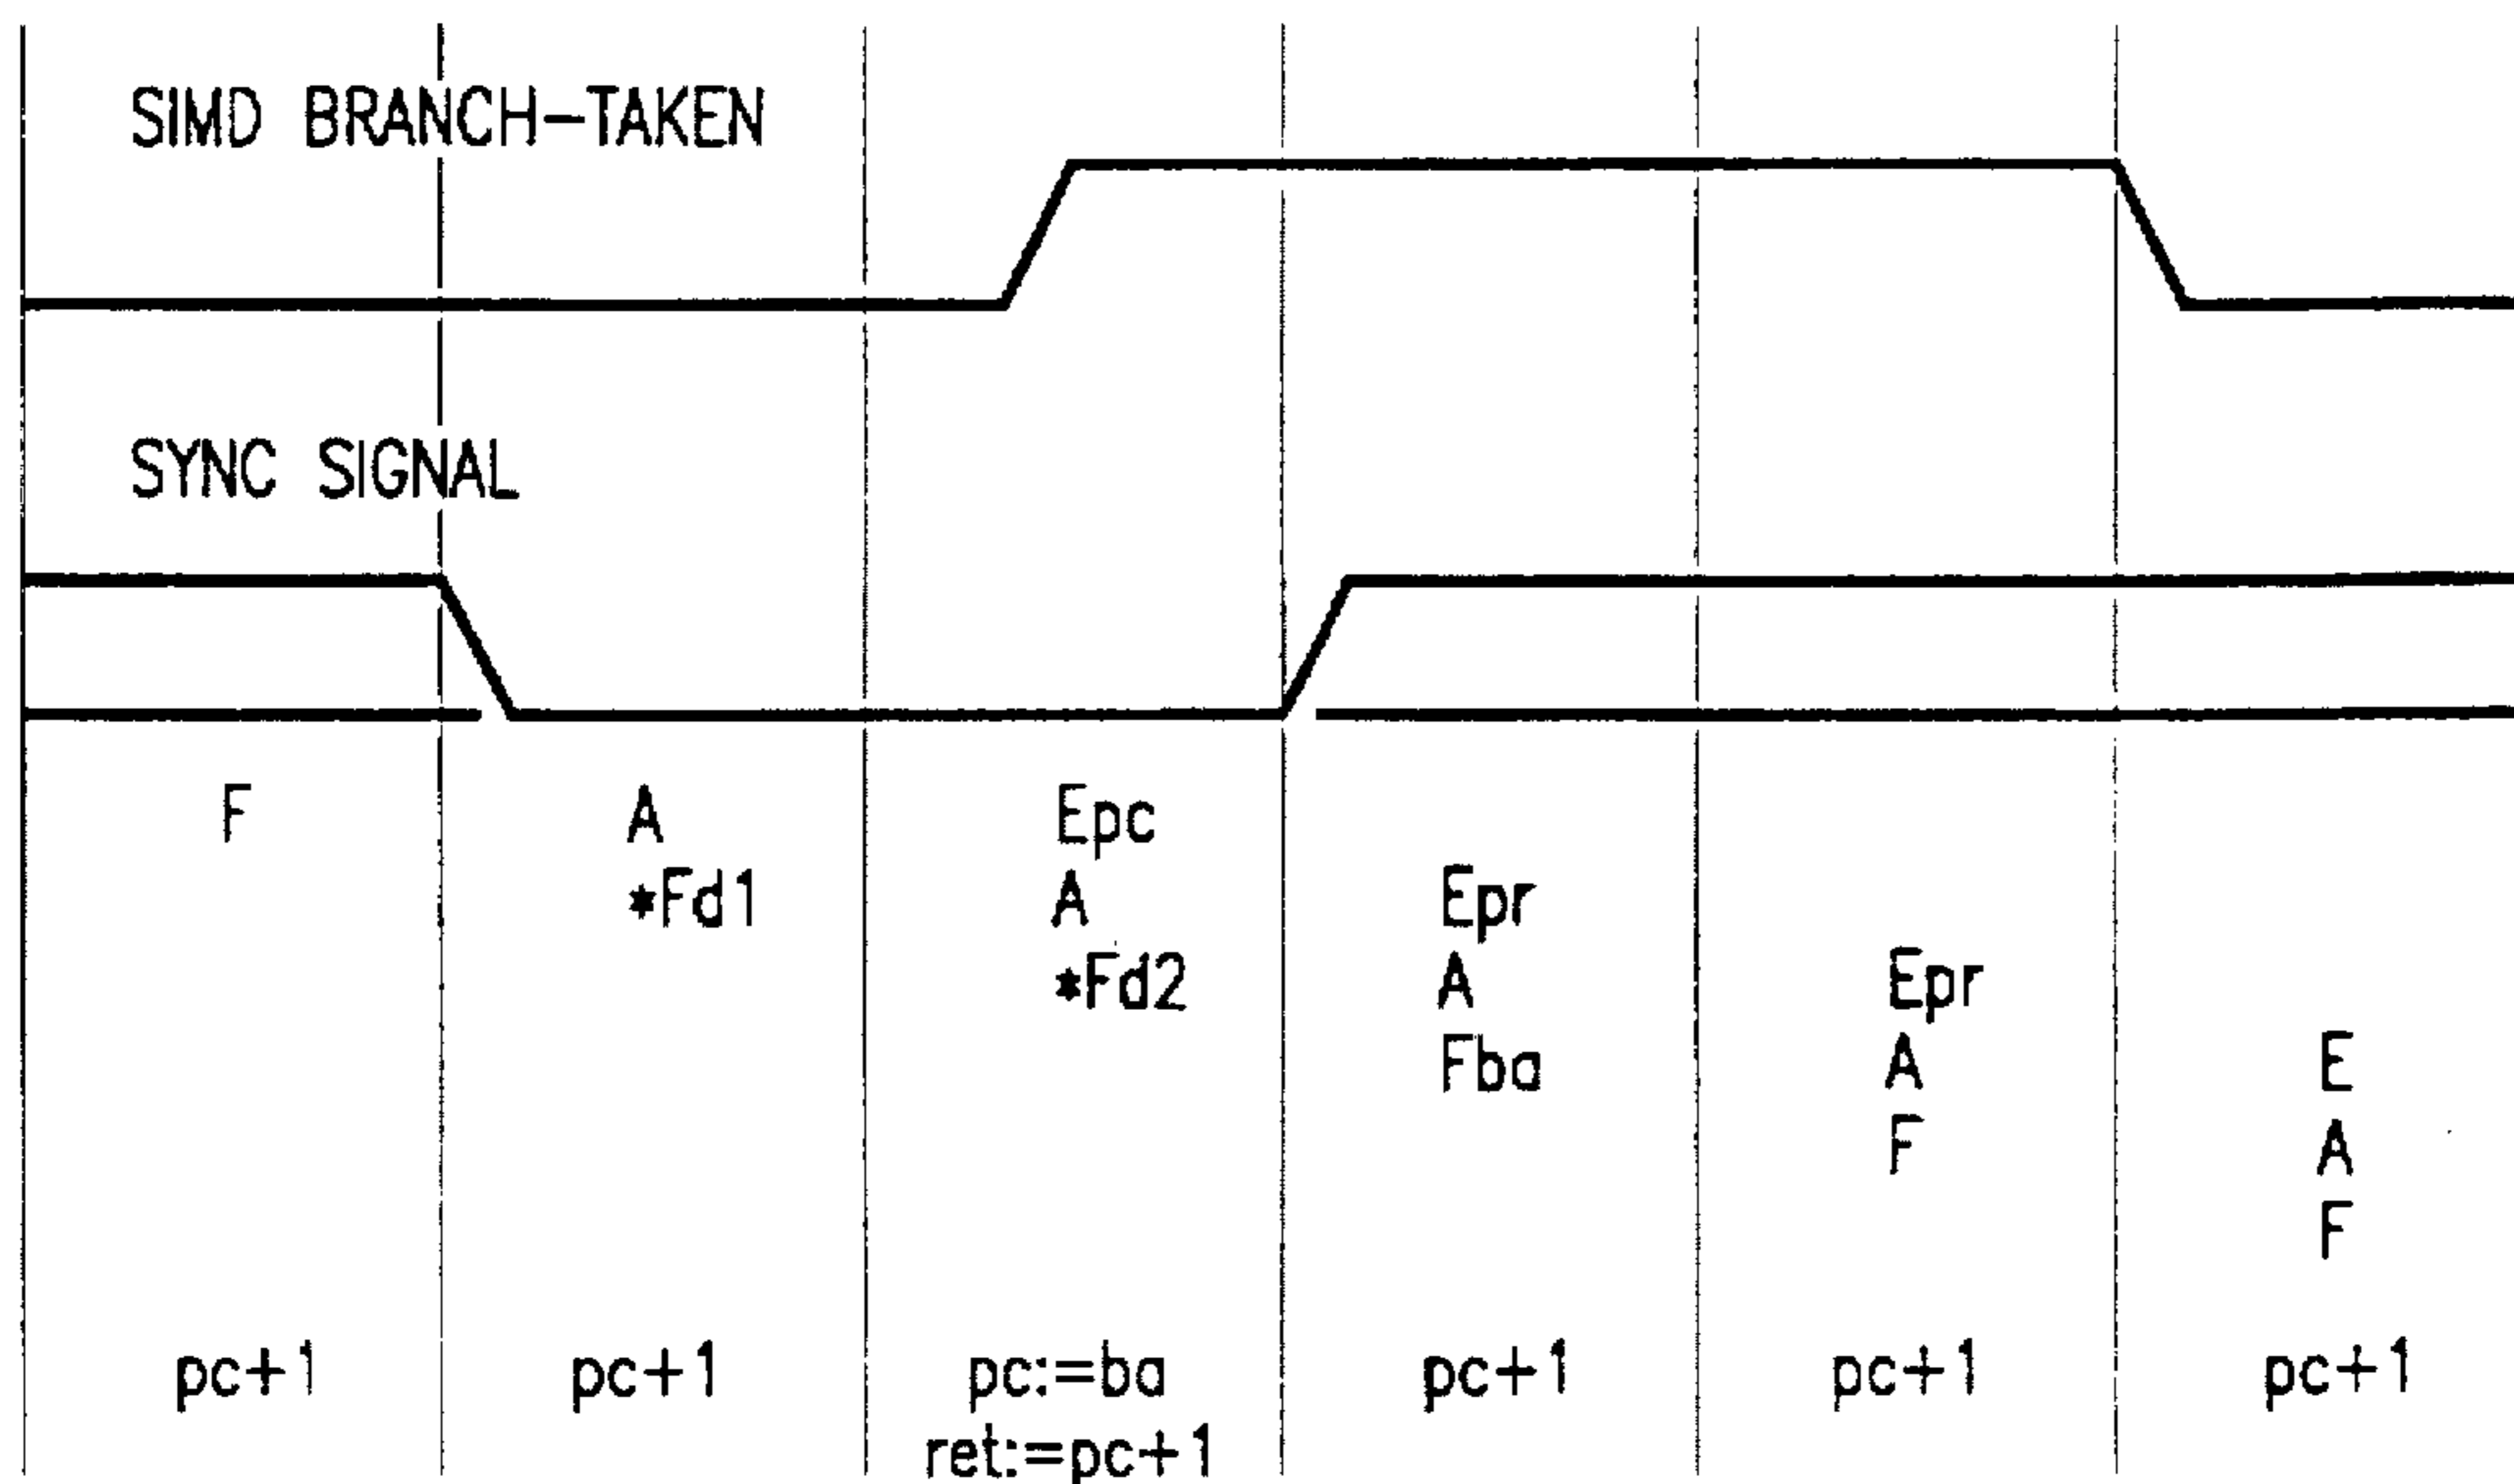 SIMD BRANCH-TAKEN
SYNC SIGNAL
F A Epc
*Fd1 A Epr
*Fd2 A Epr
Fba A E
F A
F
pc+1 pc+1 pc:=ba pc+1 pc+1 pc+1
ret:=pc+1